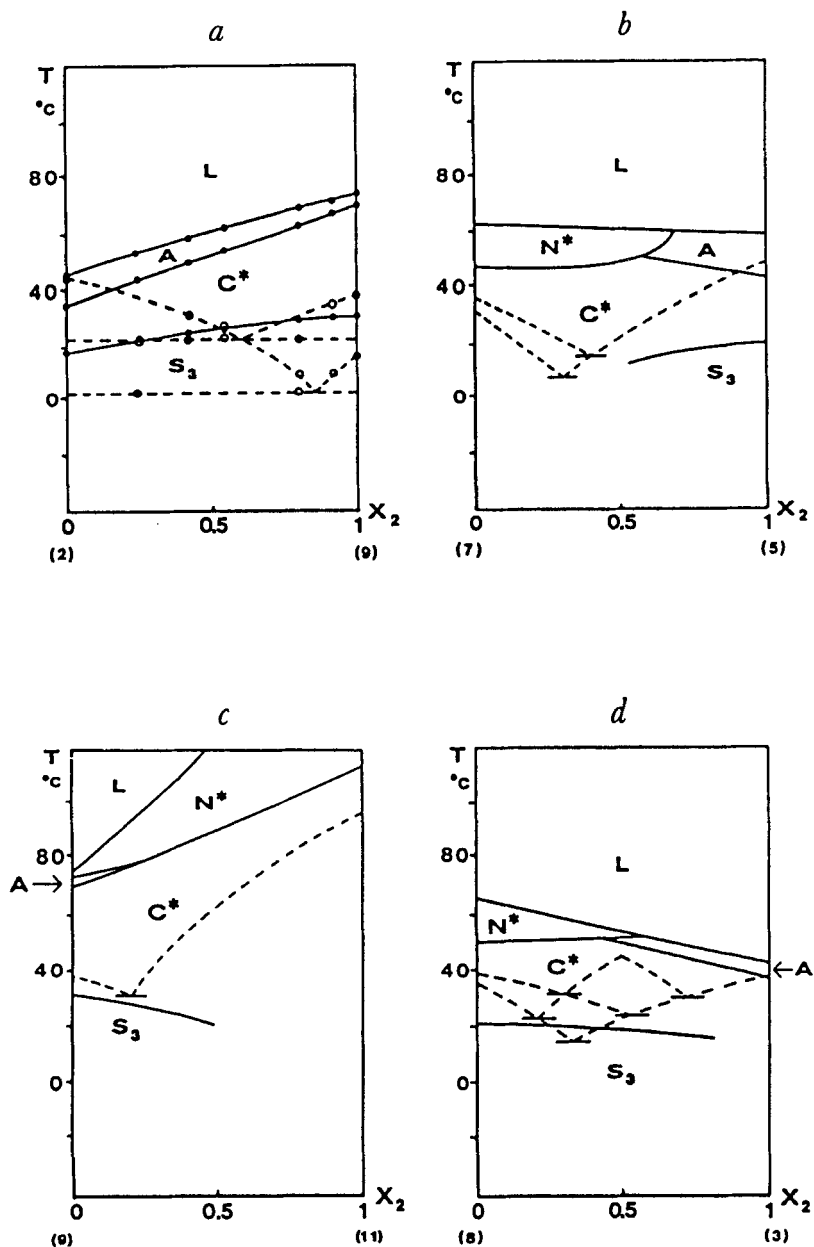 a
T
°C
80
40
0
L
A
C*
S₃
0 0.5 1 X₂
(2) (9)
b
T
°C
80
40
0
L
N*
A
C*
S₃
0 0.5 1 X₂
(7) (5)
c
T
°C
80
A→
40
0
L
N*
C*
S₃
0 0.5 1 X₂
(9) (11)
d
T
°C
80
40
0
L
N*
C*
←A
S₃
0 0.5 1 X₂
(8) (3)